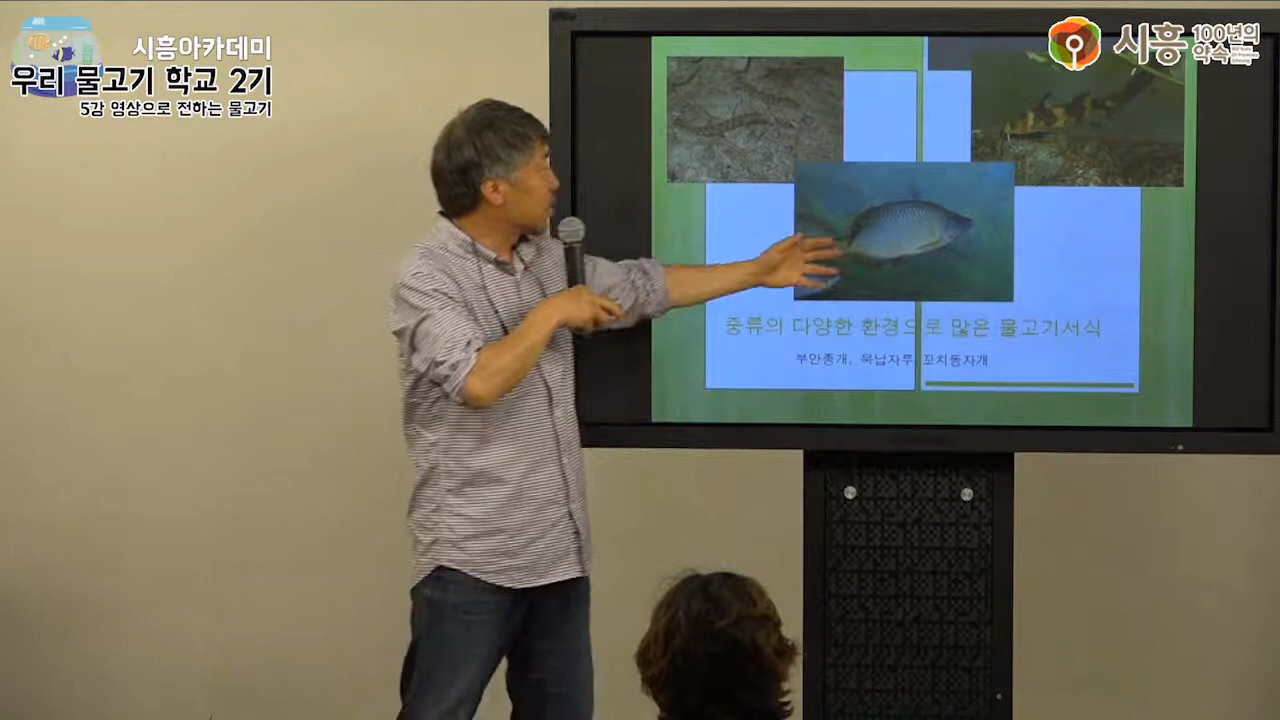 시흥아카데미
우리 물고기 학교 2기
5강 영상으로 전하는 물고기
시흥 100년의 약속
중류의 다양한 환경으로 많은 물고기서식
부안종개, 묵납자루, 꼬치동자개